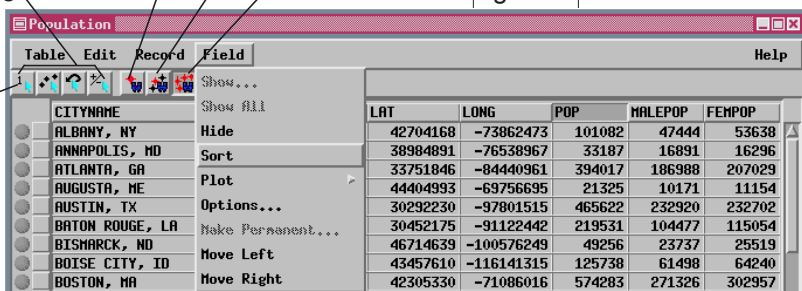 Population
Table Edit Record Field Help
CITYNAME LAT LONG POP MALEPOP FEMPOP
Show...
Show All
Hide
Sort
Plot
Options...
Make Permanent...
Move Left
Move Right
ALBANY, NY 42704168 -73862473 101082 47444 53638
ANNAPOLIS, MD 38984891 -76538967 33187 16891 16296
ATLANTA, GA 33751846 -84440961 394017 186988 207029
AUGUSTA, ME 44404993 -69756695 21325 10171 11154
AUSTIN, TX 30292230 -97801515 465622 232920 232702
BATON ROUGE, LA 30452175 -91122442 219531 104477 115054
BISMARCK, ND 46714639 -100576249 49256 23737 25519
BOISE CITY, ID 43457610 -116141315 125738 61498 64240
BOSTON, MA 42305330 -71086016 574283 271326 302957